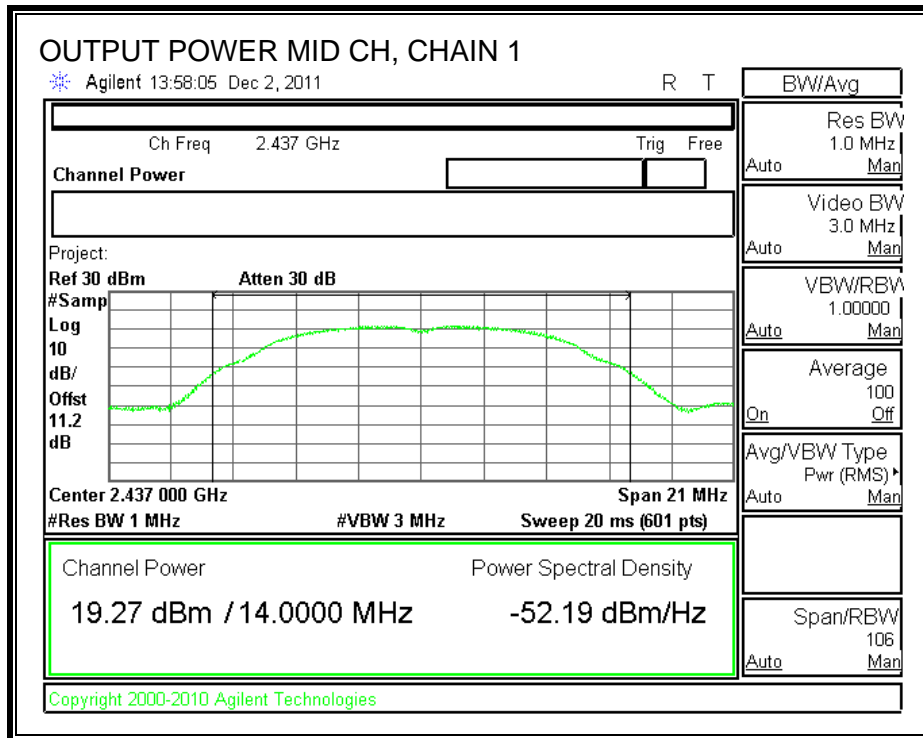 OUTPUT POWER MID CH, CHAIN 1
Agilent 13:58:05 Dec 2, 2011 R T
Ch Freq 2.437 GHz Trig Free
Channel Power
Project:
Ref 30 dBm Atten 30 dB
#Samp
Log
10
dB/
Offst
11.2
dB
Center 2.437 000 GHz Span 21 MHz
#Res BW 1 MHz #VBW 3 MHz Sweep 20 ms (601 pts)
Channel Power Power Spectral Density
19.27 dBm / 14.0000 MHz -52.19 dBm/Hz
Copyright 2000-2010 Agilent Technologies
BW/Avg
Res BW
1.0 MHz
Auto Man
Video BW
3.0 MHz
Auto Man
VBW/RBW
1.00000
Auto Man
Average
100
On Off
Avg/VBW Type
Pwr (RMS)
Auto Man
Span/RBW
106
Auto Man